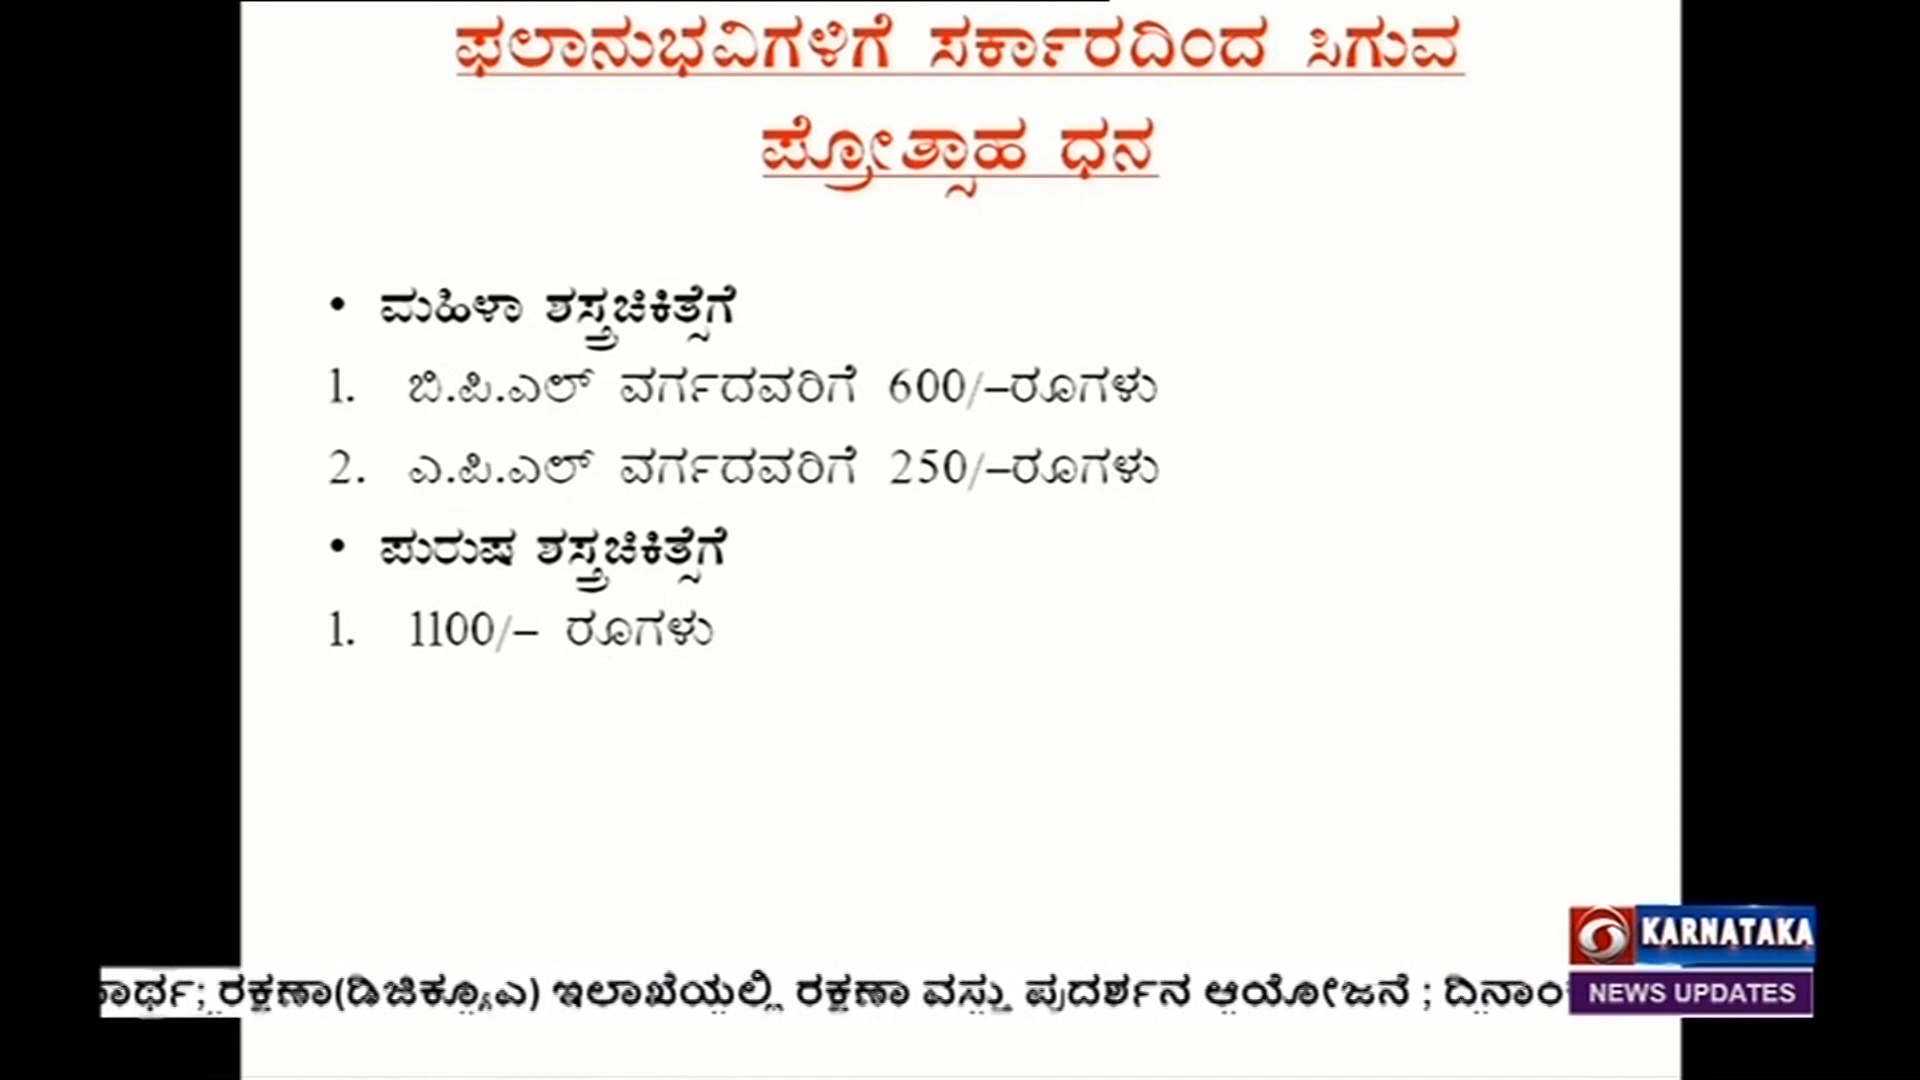 ಫಲಾನುಭವಿಗಳಿಗೆ ಸರ್ಕಾರದಿಂದ ಸಿಗುವ
ಪ್ರೋತ್ಸಾಹ ಧನ
• ಮಹಿಳಾ ಶಸ್ತ್ರಚಿಕಿತ್ಸೆಗೆ
1. ಬಿ.ಪಿ.ಎಲ್ ವರ್ಗದವರಿಗೆ 600/–ರೂಗಳು
2. ಎ.ಪಿ.ಎಲ್ ವರ್ಗದವರಿಗೆ 250/–ರೂಗಳು
• ಪುರುಷ ಶಸ್ತ್ರಚಿಕಿತ್ಸೆಗೆ
1. 1100/– ರೂಗಳು
KARNATAKA
ರಕ್ಷಣಾ(ಡಿಜಿಕ್ಯೂಎ) ಇಲಾಖೆಯಲ್ಲಿ ರಕ್ಷಣಾ ವಸ್ತು ಪ್ರದರ್ಶನ ಆಯೋಜನೆ ;
NEWS UPDATES